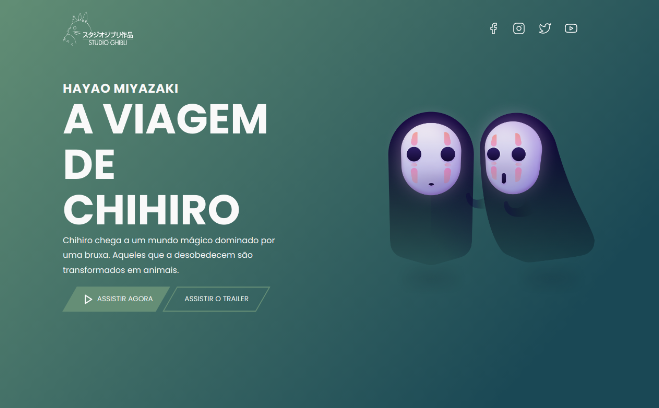 スタジオジブリ作品
STUDIO GHIBLI
HAYAO MIYAZAKI
A VIAGEM
DE
CHIHIRO
Chihiro chega a um mundo mágico dominado por
uma bruxa. Aqueles que a desobedecem são
transformados em animais.
ASSISTIR AGORA
ASSISTIR O TRAILER